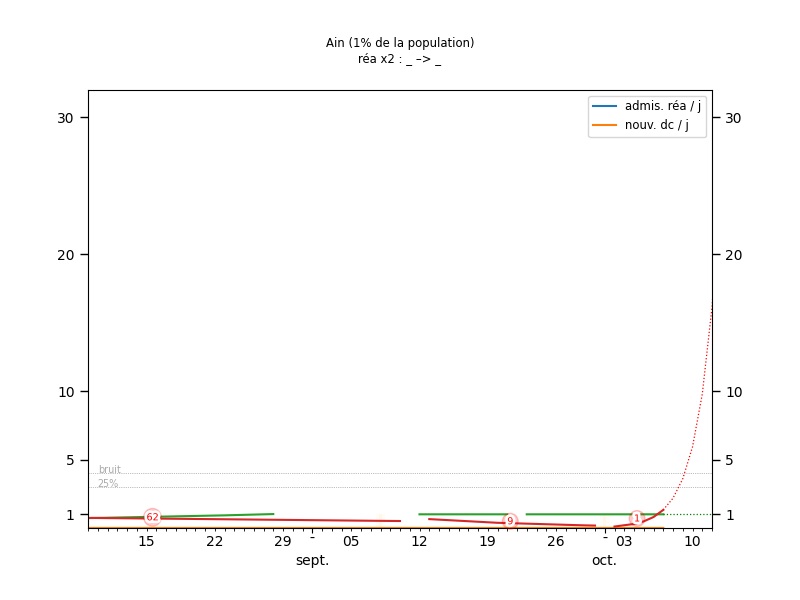 Ain (1% de la population)
réa x2 : _ –> _
admis. réa / j
nouv. dc / j
30 30
20 20
10 10
5 5
1 1
bruit
25%
62 9 1
15 22 29 - 05 12 19 26 - 03 10
sept. oct.